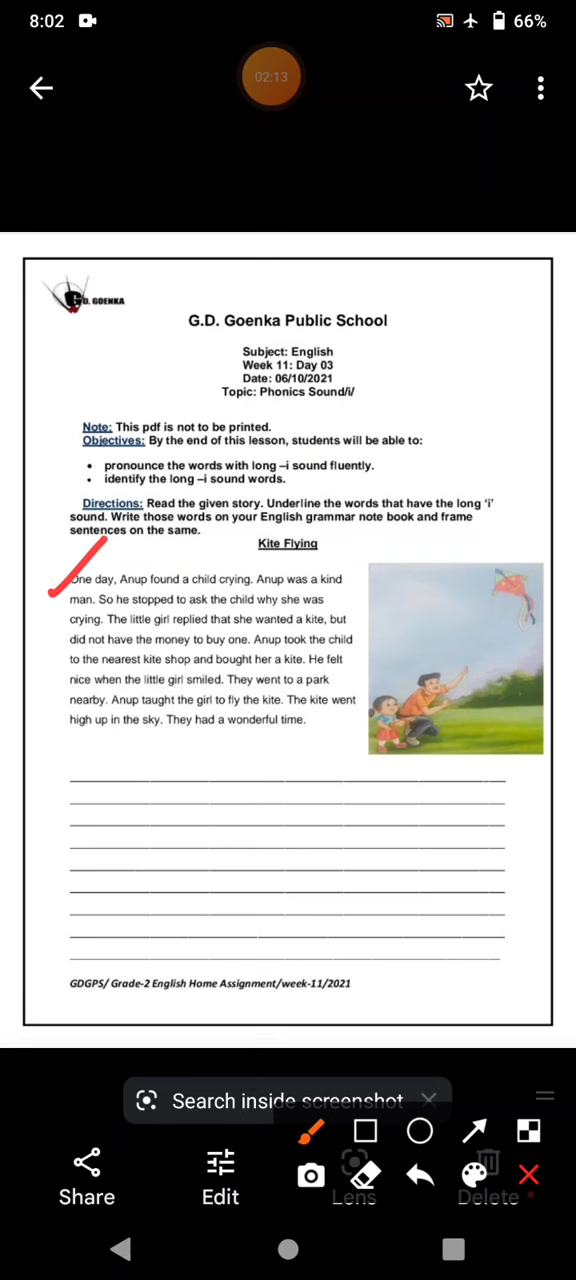 8:02
66%
02:13
D. GOENKA
G.D. Goenka Public School
Subject: English
Week 11: Day 03
Date: 06/10/2021
Topic: Phonics Sound/i/
Note: This pdf is not to be printed.
Objectives: By the end of this lesson, students will be able to:
• pronounce the words with long –i sound fluently.
• identify the long –i sound words.
Directions: Read the given story. Underline the words that have the long ‘i’
sound. Write those words on your English grammar note book and frame
sentences on the same.
Kite Flying
One day, Anup found a child crying. Anup was a kind
man. So he stopped to ask the child why she was
crying. The little girl replied that she wanted a kite, but
did not have the money to buy one. Anup took the child
to the nearest kite shop and bought her a kite. He felt
nice when the little girl smiled. They went to a park
nearby. Anup taught the girl to fly the kite. The kite went
high up in the sky. They had a wonderful time.
GDGPS/ Grade-2 English Home Assignment/week-11/2021
Search inside screenshot
Share
Edit
Lens
Delete